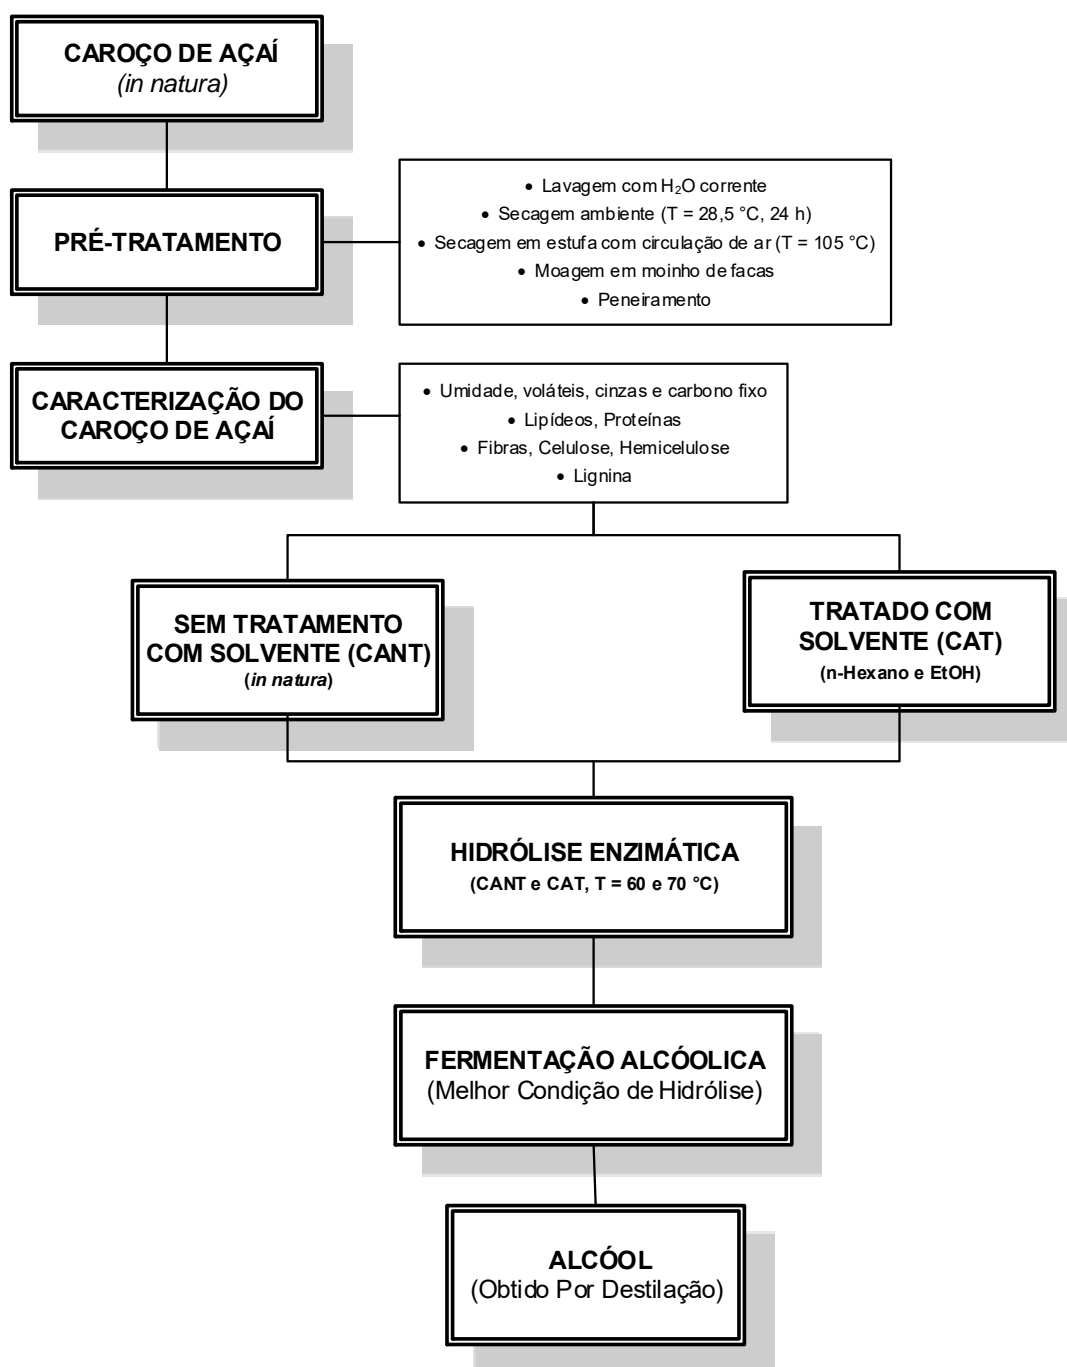 CAROÇO DE AÇAÍ
(in natura)
PRÉ-TRATAMENTO
• Lavagem com H₂O corrente
• Secagem ambiente (T = 28,5 °C, 24 h)
• Secagem em estufa com circulação de ar (T = 105 °C)
• Moagem em moinho de facas
• Peneiramento
CARACTERIZAÇÃO DO
CAROÇO DE AÇAÍ
• Umidade, voláteis, cinzas e carbono fixo
• Lipídeos, Proteínas
• Fibras, Celulose, Hemicelulose
• Lignina
SEM TRATAMENTO
COM SOLVENTE (CANT)
(in natura)
TRATADO COM
SOLVENTE (CAT)
(n-Hexano e EtOH)
HIDRÓLISE ENZIMÁTICA
(CANT e CAT, T = 60 e 70 °C)
FERMENTAÇÃO ALCÓOLICA
(Melhor Condição de Hidrólise)
ALCÓOL
(Obtido Por Destilação)